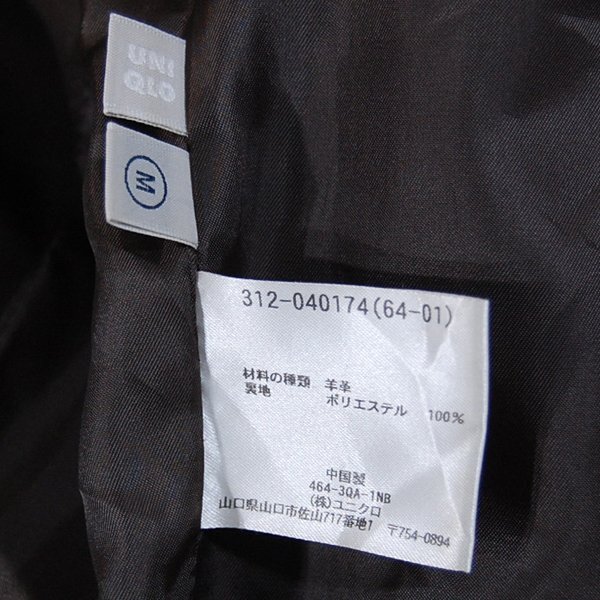 UNI
QLO
M
312-040174(64-01)
材料の種類 羊革
裏地 ポリエステル 100%
中国製
464-3QA-1NB
(株)ユニクロ
山口県山口市佐山717番地1 〒754-0894